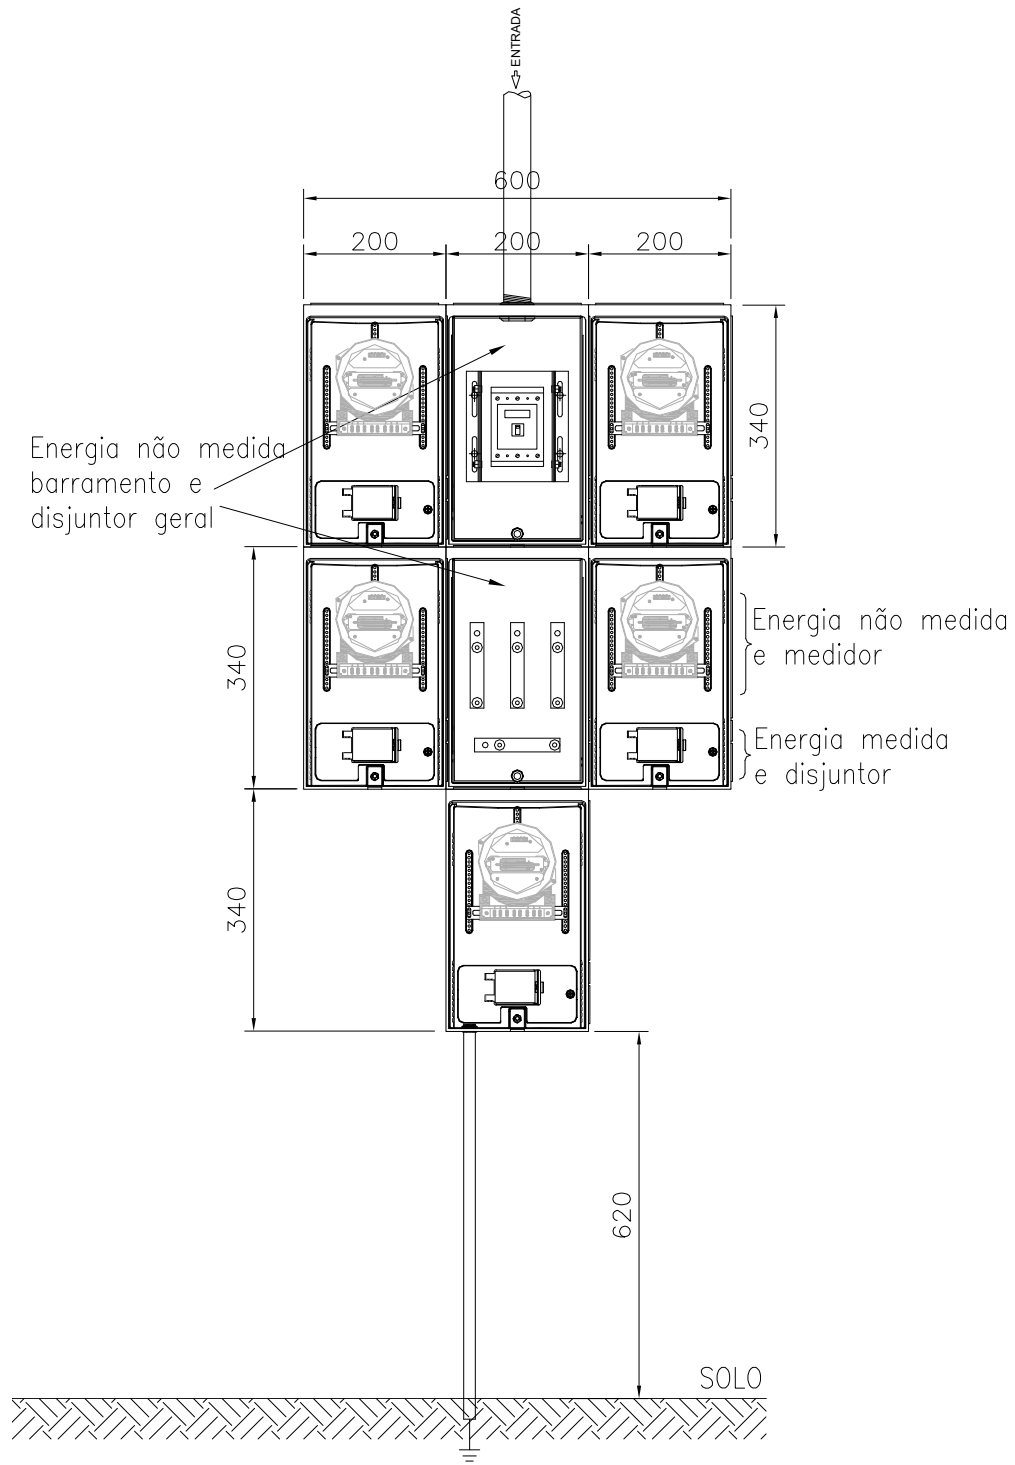 ENTRADA
600
200
200
200
340
Energia não medida
barramento e
disjuntor geral
340
Energia não medida
e medidor
Energia medida
e disjuntor
340
620
SOLO